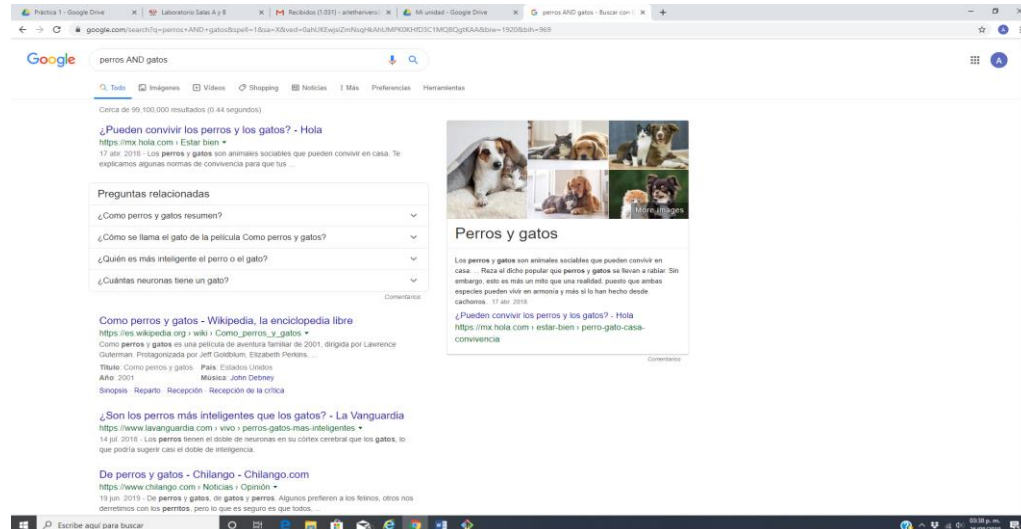 Práctica 1 - Google Drive
Laboratorio Salas A y B
Mi unidad - Google Drive
perros AND gatos - Buscar con
Google
perros AND gatos
A
Todo Imágenes Vídeos Shopping Noticias Más Preferencias Herramientas
Cerca de 99,100,000 resultados (0.44 segundos)
¿Pueden convivir los perros y los gatos? - Hola
https://mx.hola.com › Estar bien
17 abr. 2018 - Los perros y gatos son animales sociables que pueden convivir en casa. Te
explicamos algunas normas de convivencia para que tus ...
Preguntas relacionadas
¿Como perros y gatos resumen?
¿Cómo se llama el gato de la película Como perros y gatos?
¿Quién es más inteligente el perro o el gato?
¿Cuántas neuronas tiene un gato?
Comentarios
Como perros y gatos - Wikipedia, la enciclopedia libre
https://es.wikipedia.org › wiki › Como_perros_y_gatos
Como perros y gatos es una película de aventura familiar de 2001, dirigida por Lawrence
Guterman. Protagonizada por Jeff Goldblum, Elizabeth Perkins, ...
Título: Como perros y gatos País: Estados Unidos
Año: 2001 Música: John Debney
Sinopsis · Reparto · Recepción · Recepción de la crítica
¿Son los perros más inteligentes que los gatos? - La Vanguardia
https://www.lavanguardia.com › vivo › perros-gatos-mas-inteligentes
14 jul. 2018 - Los perros tienen el doble de neuronas en su córtex cerebral que los gatos, lo
que podría sugerir casi el doble de inteligencia.
De perros y gatos - Chilango - Chilango.com
https://www.chilango.com › Noticias › Opinión
19 jun. 2019 - De perros y gatos, de gatos y perros. Algunos prefieren a los felinos, otros nos
derretimos con los perritos, pero lo que es seguro es que todos, ...
More images
Perros y gatos
Los perros y gatos son animales sociables que pueden convivir en
casa. ... Reza el dicho popular que perros y gatos se llevan a rabiar. Sin
embargo, esto es más un mito que una realidad, puesto que ambas
especies pueden vivir en armonía y más si lo han hecho desde
cachorros. 17 abr. 2018
¿Pueden convivir los perros y los gatos? - Hola
https://mx.hola.com › estar-bien › perro-gato-casa-
convivencia
Comentarios
Escribe aquí para buscar
03:38 p. m.